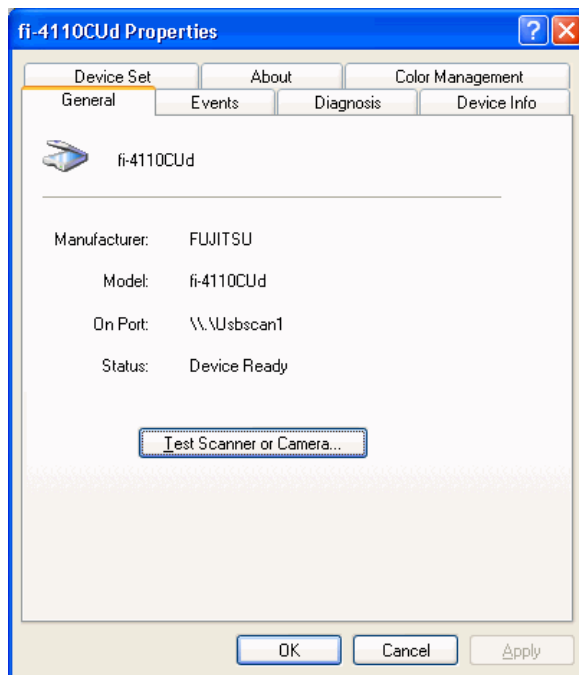 fi-4110CUd Properties
Device Set About Color Management
General Events Diagnosis Device Info
fi-4110CUd
Manufacturer: FUJITSU
Model: fi-4110CUd
On Port: \\.\Usbscan1
Status: Device Ready
Test Scanner or Camera...
OK Cancel Apply